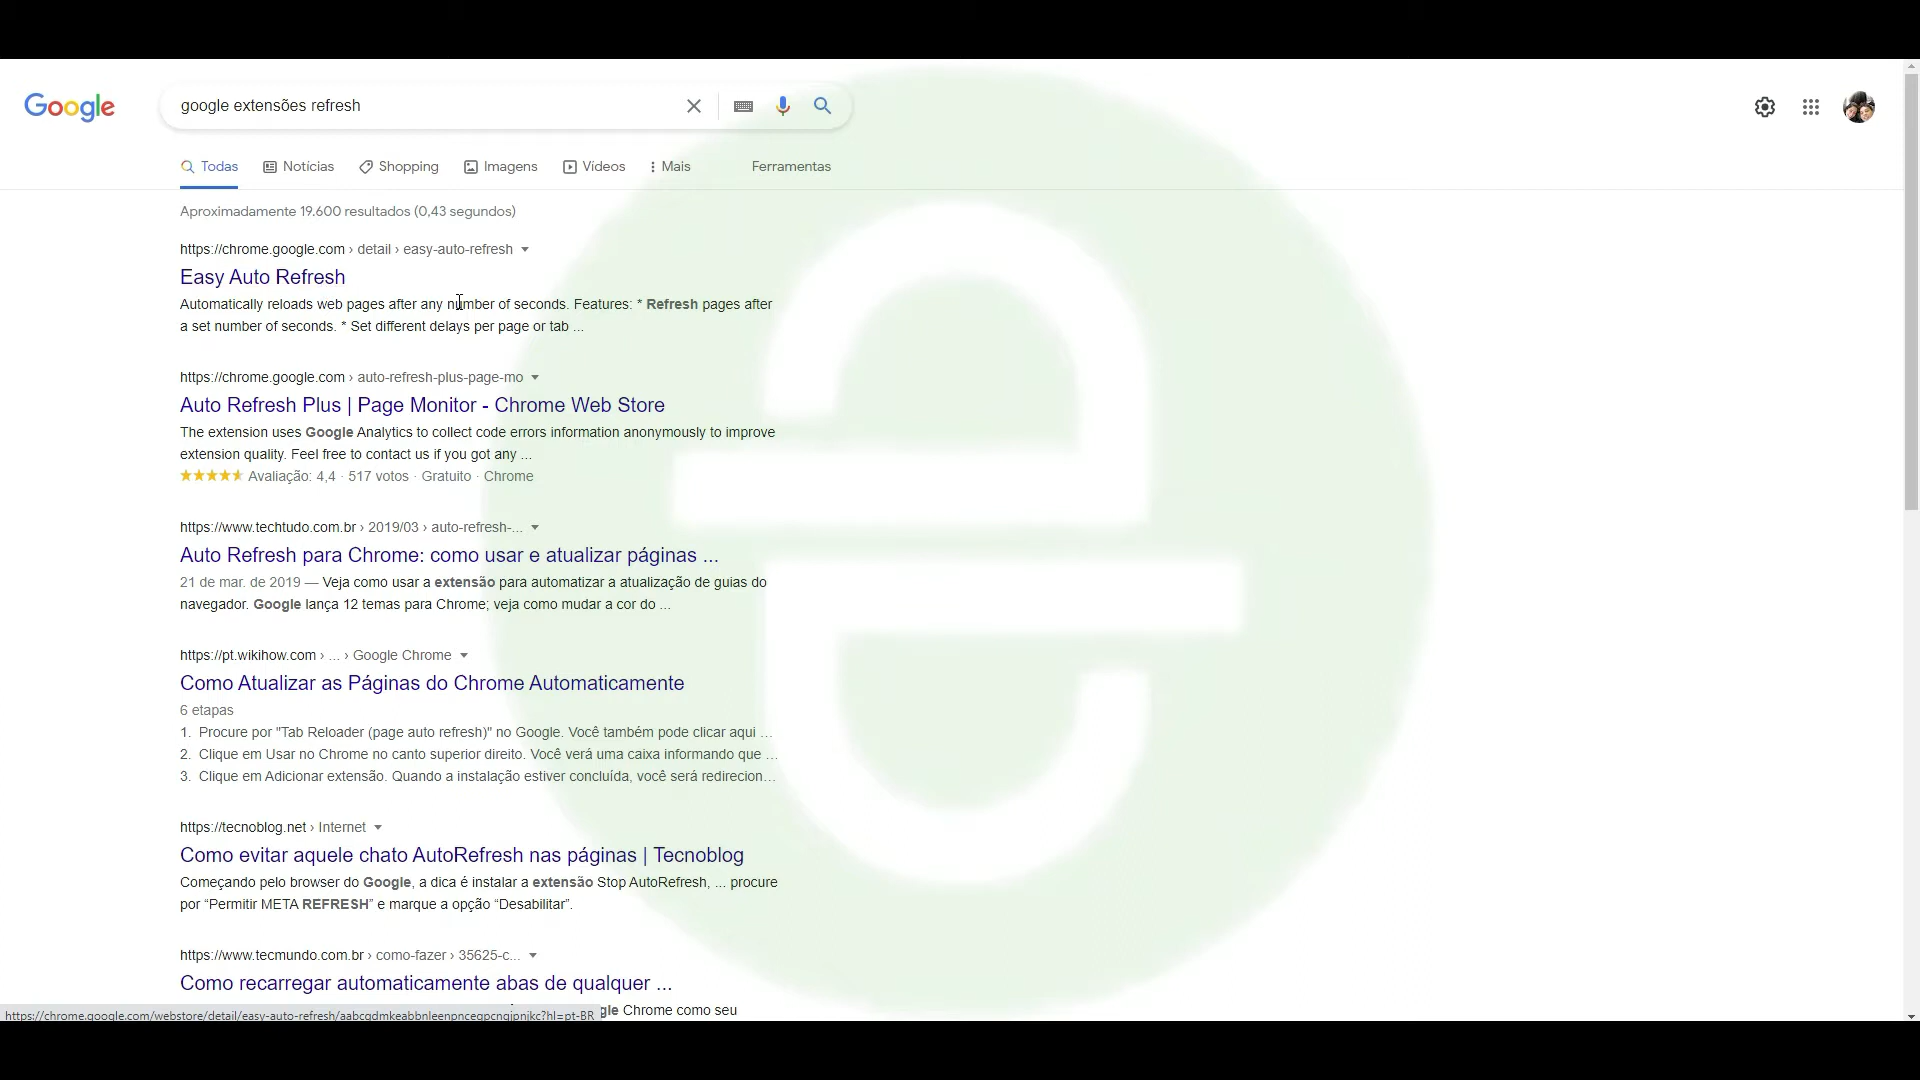 Google
google extensões refresh
Todas Notícias Shopping Imagens Vídeos Mais Ferramentas
Aproximadamente 19.600 resultados (0,43 segundos)
https://chrome.google.com › detail › easy-auto-refresh
Easy Auto Refresh
Automatically reloads web pages after any number of seconds. Features: * Refresh pages after
a set number of seconds. * Set different delays per page or tab ...
https://chrome.google.com › auto-refresh-plus-page-mo
Auto Refresh Plus | Page Monitor - Chrome Web Store
The extension uses Google Analytics to collect code errors information anonymously to improve
extension quality. Feel free to contact us if you got any ...
Avaliação: 4,4 · 517 votos · Gratuito · Chrome
https://www.techtudo.com.br › 2019/03 › auto-refresh-...
Auto Refresh para Chrome: como usar e atualizar páginas ...
21 de mar. de 2019 — Veja como usar a extensão para automatizar a atualização de guias do
navegador. Google lança 12 temas para Chrome; veja como mudar a cor do ...
https://pt.wikihow.com › ... › Google Chrome
Como Atualizar as Páginas do Chrome Automaticamente
6 etapas
1. Procure por "Tab Reloader (page auto refresh)" no Google. Você também pode clicar aqui ...
2. Clique em Usar no Chrome no canto superior direito. Você verá uma caixa informando que ...
3. Clique em Adicionar extensão. Quando a instalação estiver concluída, você será redirecion...
https://tecnoblog.net › Internet
Como evitar aquele chato AutoRefresh nas páginas | Tecnoblog
Começando pelo browser do Google, a dica é instalar a extensão Stop AutoRefresh, ... procure
por “Permitir META REFRESH” e marque a opção “Desabilitar”.
https://www.tecmundo.com.br › como-fazer › 35625-c...
Como recarregar automaticamente abas de qualquer ...
gle Chrome como seu
https://chrome.google.com/webstore/detail/easy-auto-refresh/aabcgdmkeabbnleenpncegpcngjpnjkc?hl=pt-BR